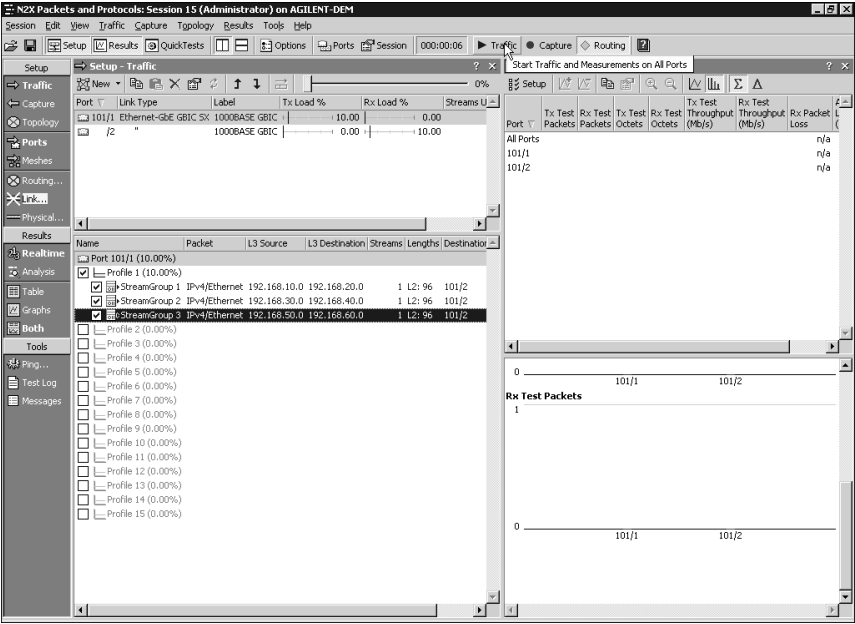 N2X Packets and Protocols: Session 15 (Administrator) on AGILENT-DEM
Session Edit View Traffic Capture Topology Results Tools Help
Setup Results QuickTests Options Ports Session 000:00:06 Traffic Capture Routing
Start Traffic and Measurements on All Ports
Setup
Traffic
Capture
Topology
Ports
Meshes
Routing...
Link...
Physical...
Results
Realtime
Analysis
Table
Graphs
Both
Tools
Ping...
Test Log
Messages
Setup - Traffic
New 0%
Port Link Type Label Tx Load % Rx Load % Streams U
101/1 Ethernet-GbE GBIC SX 1000BASE GBIC 10.00 0.00
/2 " 1000BASE GBIC 0.00 10.00
Name Packet L3 Source L3 Destination Streams Lengths Destination
Port 101/1 (10.00%)
Profile 1 (10.00%)
StreamGroup 1 IPv4/Ethernet 192.168.10.0 192.168.20.0 1 L2: 96 101/2
StreamGroup 2 IPv4/Ethernet 192.168.30.0 192.168.40.0 1 L2: 96 101/2
StreamGroup 3 IPv4/Ethernet 192.168.50.0 192.168.60.0 1 L2: 96 101/2
Profile 2 (0.00%)
Profile 3 (0.00%)
Profile 4 (0.00%)
Profile 5 (0.00%)
Profile 6 (0.00%)
Profile 7 (0.00%)
Profile 8 (0.00%)
Profile 9 (0.00%)
Profile 10 (0.00%)
Profile 11 (0.00%)
Profile 12 (0.00%)
Profile 13 (0.00%)
Profile 14 (0.00%)
Profile 15 (0.00%)
Setup Σ Δ
Port Tx Test Packets Rx Test Packets Tx Test Octets Rx Test Octets Tx Test Throughput (Mb/s) Rx Test Throughput (Mb/s) Rx Packet Loss
All Ports n/a
101/1 n/a
101/2 n/a
0
101/1 101/2
Rx Test Packets
1
0
101/1 101/2